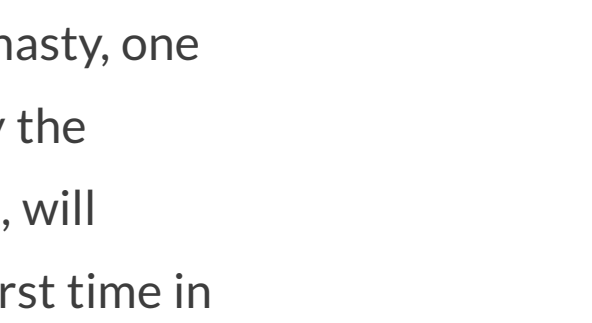 nasty, one
the
, will
rst time in